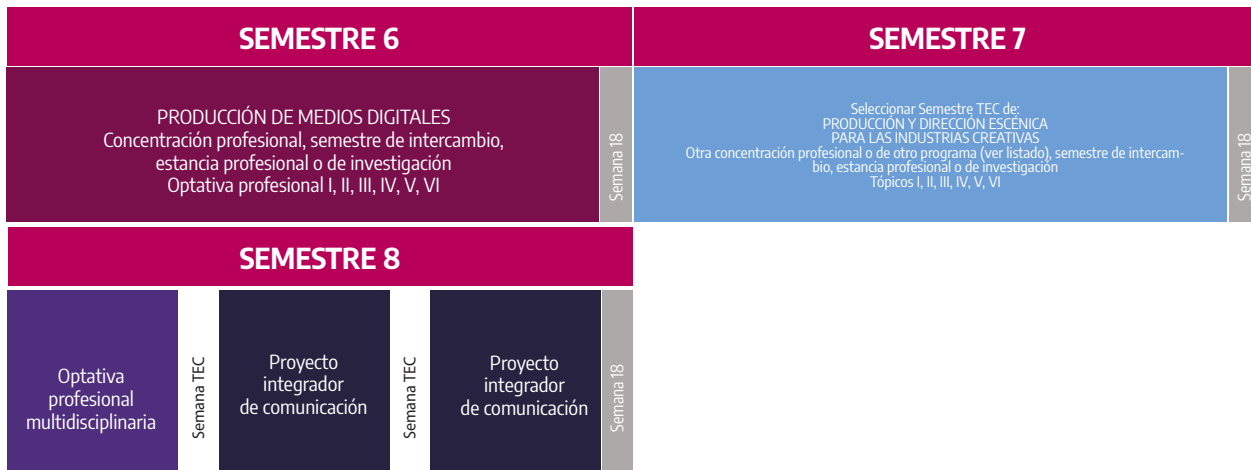 SEMESTRE 6
PRODUCCIÓN DE MEDIOS DIGITALES
Concentración profesional, semestre de intercambio,
estancia profesional o de investigación
Optativa profesional I, II, III, IV, V, VI
Semana 18
SEMESTRE 7
Seleccionar Semestre TEC de:
PRODUCCIÓN Y DIRECCIÓN ESCÉNICA
PARA LAS INDUSTRIAS CREATIVAS
Otra concentración profesional o de otro programa (ver listado), semestre de intercam-
bio, estancia profesional o de investigación
Tópicos I, II, III, IV, V, VI
Semana 18
SEMESTRE 8
Optativa
profesional
multidisciplinaria
Semana TEC
Proyecto
integrador
de comunicación
Semana TEC
Proyecto
integrador
de comunicación
Semana 18